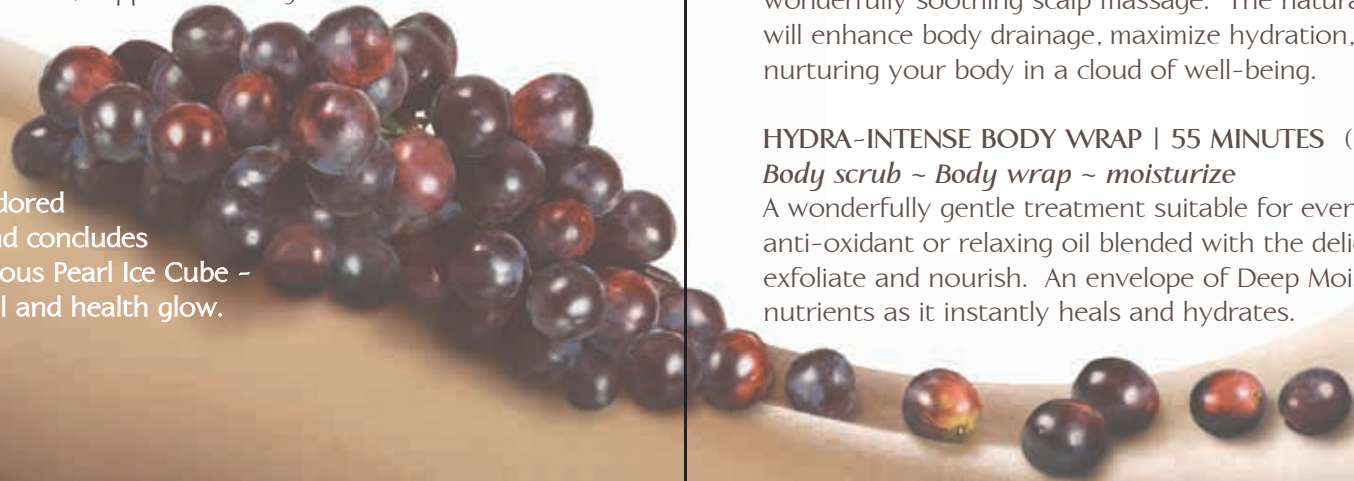 dored
nd concludes
ous Pearl Ice Cube -
l and health glow.
wonderfully soothing scalp massage. The natura
will enhance body drainage, maximize hydration,
nurturing your body in a cloud of well-being.
HYDRA-INTENSE BODY WRAP | 55 MINUTES (
Body scrub ~ Body wrap ~ moisturize
A wonderfully gentle treatment suitable for ever
anti-oxidant or relaxing oil blended with the deli
exfoliate and nourish. An envelope of Deep Moi
nutrients as it instantly heals and hydrates.